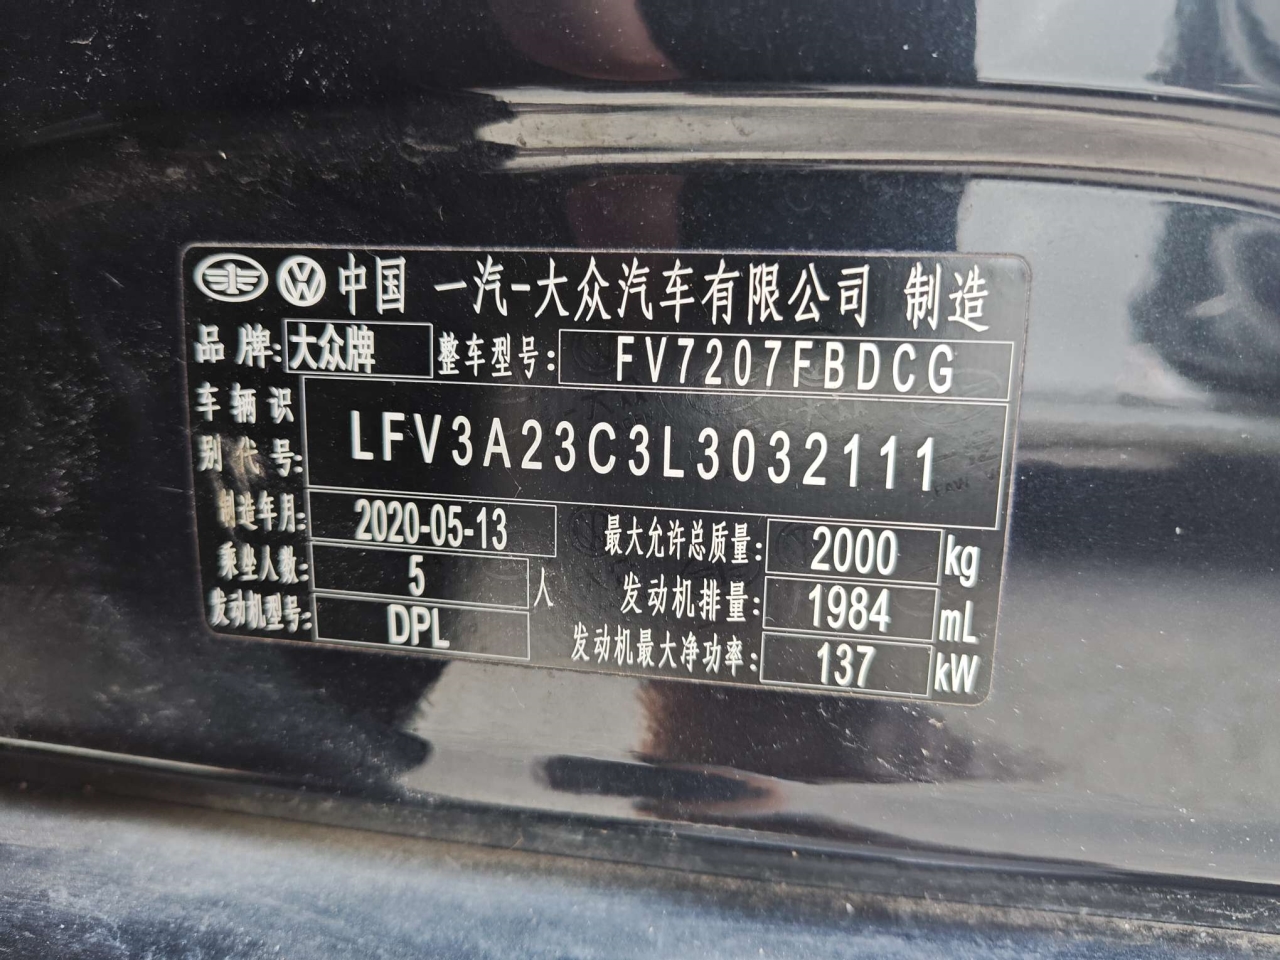 中国 一汽-大众汽车有限公司 制造
品牌: 大众牌 整车型号: FV7207FBDCG
车辆识别代号: LFV3A23C3L3032111
制造年月: 2020-05-13 最大允许总质量: 2000 kg
乘坐人数: 5 人 发动机排量: 1984 mL
发动机型号: DPL 发动机最大净功率: 137 kW